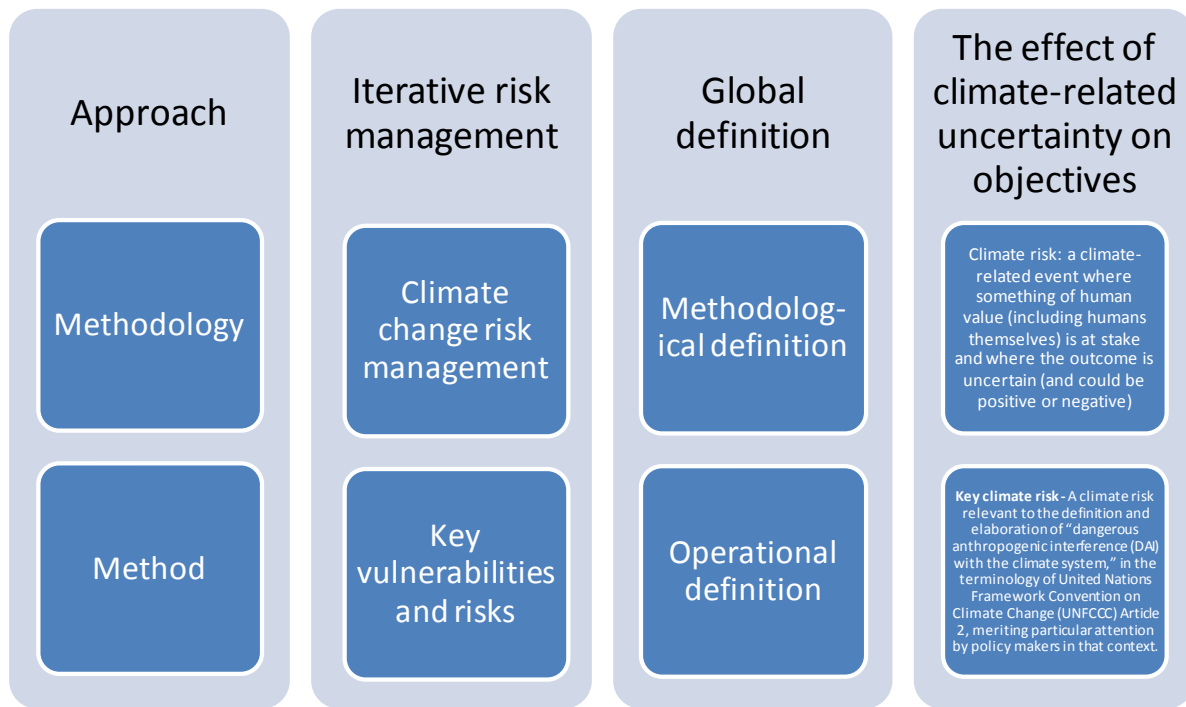 Approach
Methodology
Method
Iterative risk
management
Climate
change risk
management
Key
vulnerabilities
and risks
Global
definition
Methodolog-
ical definition
Operational
definition
The effect of
climate-related
uncertainty on
objectives
Climate risk: a climate-
related event where
something of human
value (including humans
themselves) is at stake
and where the outcome is
uncertain (and could be
positive or negative)
Key climate risk - A climate risk
relevant to the definition and
elaboration of “dangerous
anthropogenic interference (DAI)
with the climate system,” in the
terminology of United Nations
Framework Convention on
Climate Change (UNFCCC) Article
2, meriting particular attention
by policy makers in that context.